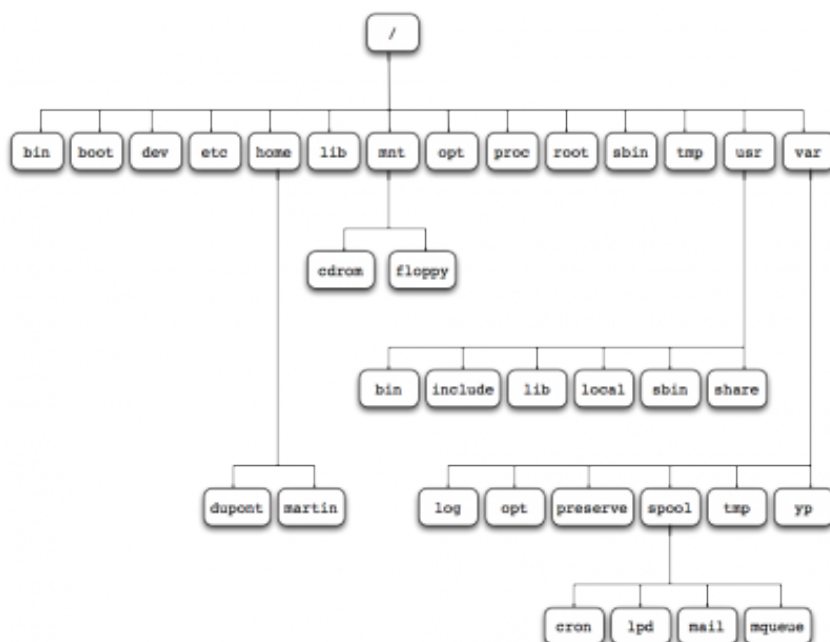 /
bin boot dev etc home lib mnt opt proc root sbin tmp usr var
cdrom floppy
bin include lib local sbin share
dupont martin log opt preserve spool tmp yp
cron lpd mail mqueue